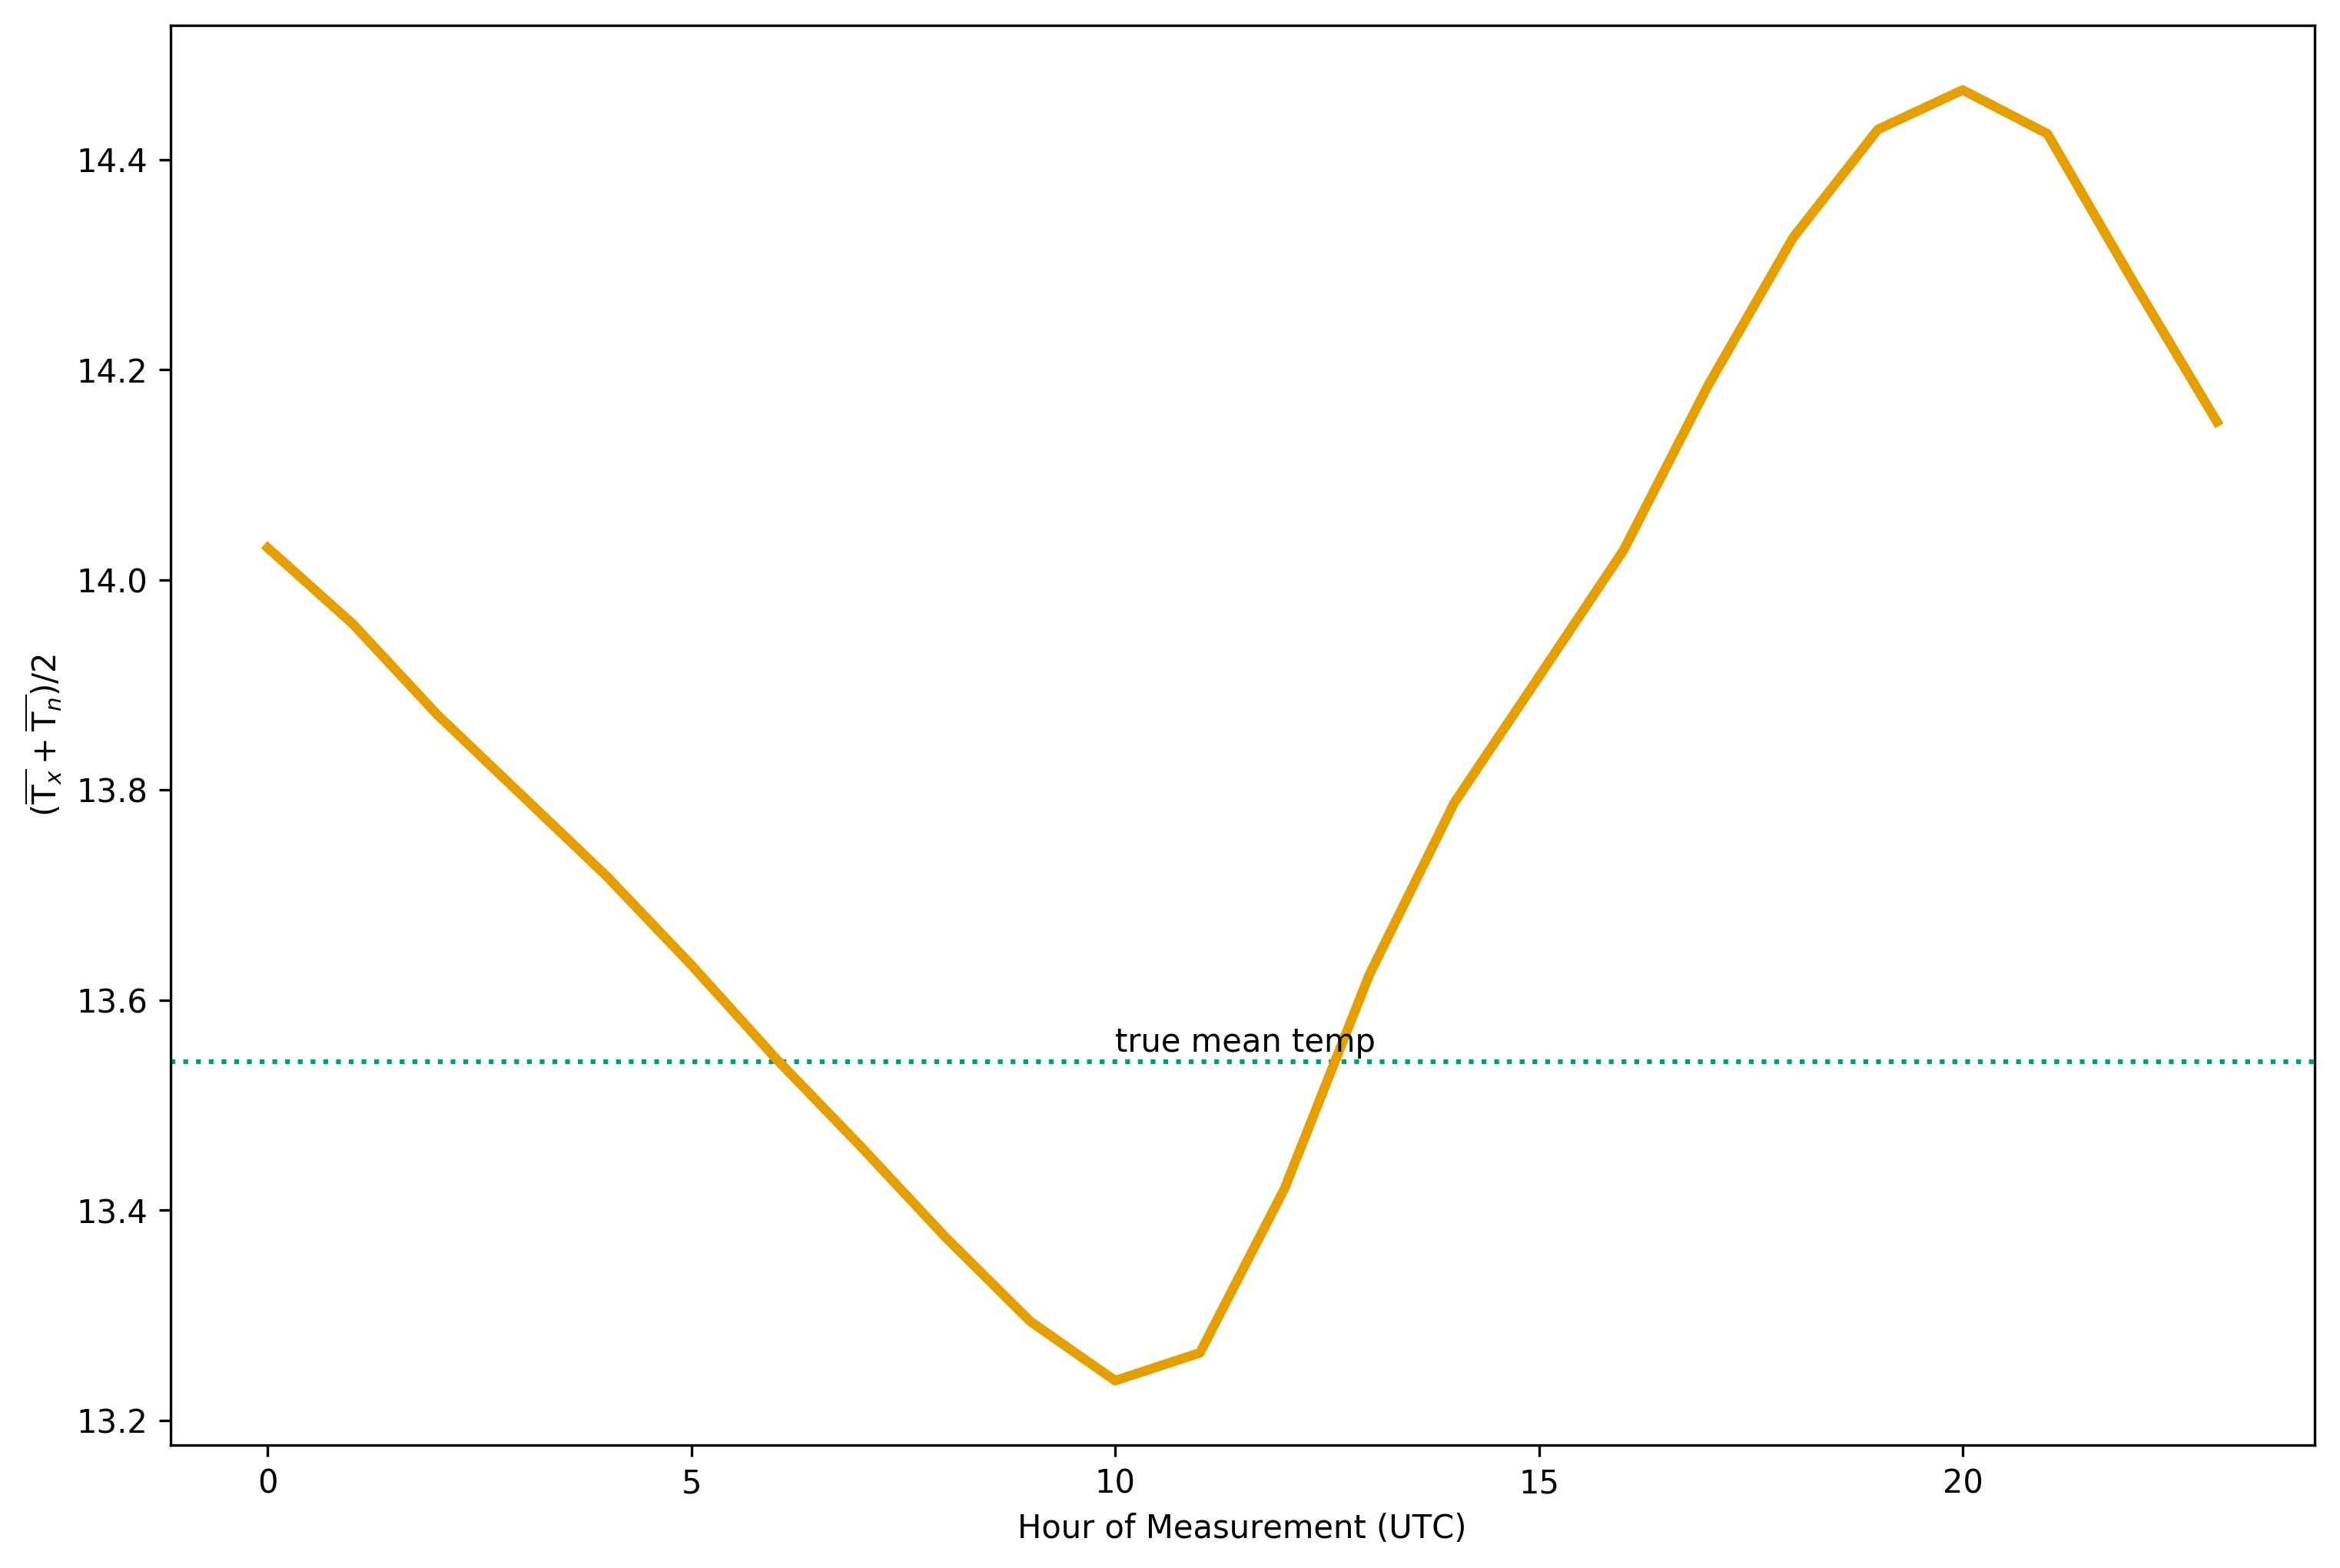 14.4
14.2
14.0
13.8
13.6
13.4
13.2
(T̅ₓ + T̅ₙ)/2
true mean temp
0 5 10 15 20
Hour of Measurement (UTC)